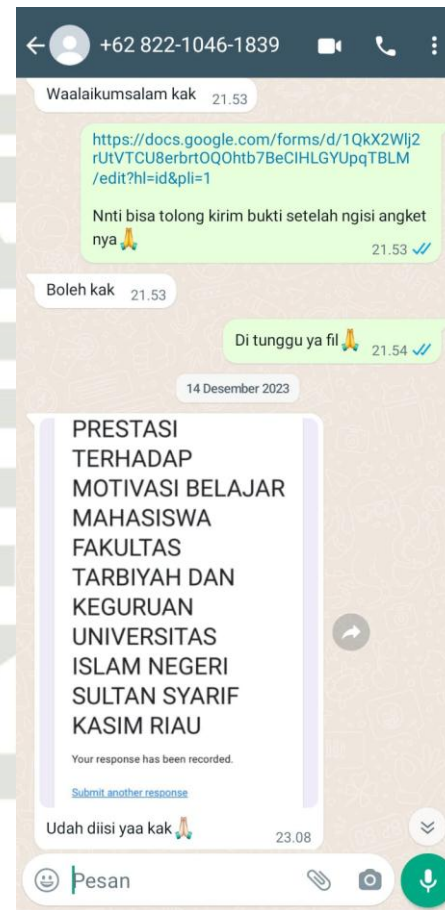 +62 822-1046-1839
Waalaikumsalam kak 21.53
https://docs.google.com/forms/d/1QkX2Wlj2
rUtVTCU8erbrtOQOhtb7BeCIHLGYUpqTBLM
/edit?hl=id&pli=1
Nnti bisa tolong kirim bukti setelah ngisi angket
nya🙏
21.53
Boleh kak 21.53
Di tunggu ya fil🙏 21.54
14 Desember 2023
PRESTASI
TERHADAP
MOTIVASI BELAJAR
MAHASISWA
FAKULTAS
TARBIYAH DAN
KEGURUAN
UNIVERSITAS
ISLAM NEGERI
SULTAN SYARIF
KASIM RIAU
Your response has been recorded.
Submit another response
Udah diisi yaa kak🙏🏻 23.08
Pesan